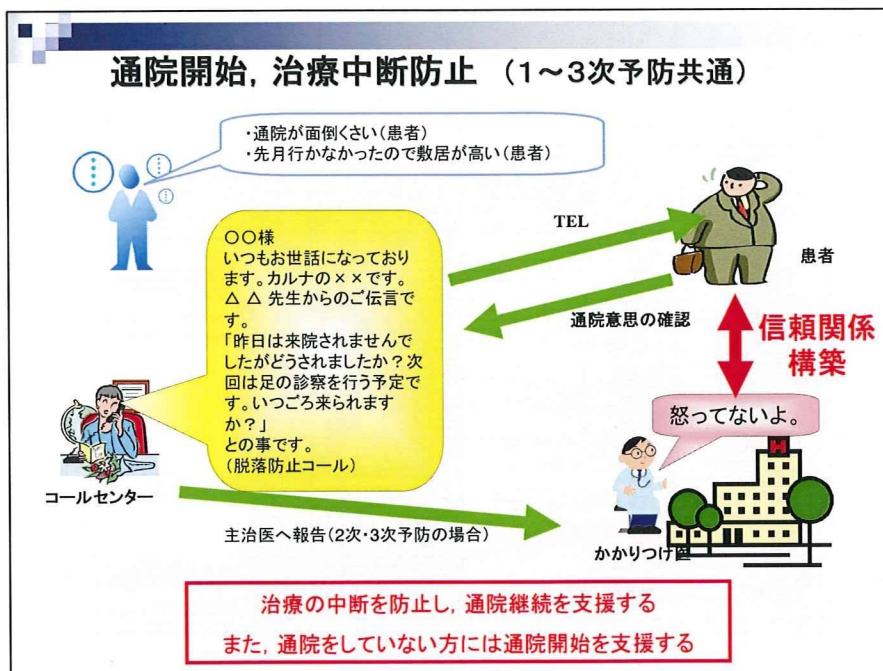 通院開始，治療中断防止 （1～3次予防共通）
・通院が面倒くさい（患者）
・先月行かなかったので敷居が高い（患者）
〇〇様
いつもお世話になっており
ます。カルナの××です。
△ △ 先生からのご伝言で
す。
「昨日は来院されませんで
したがどうされましたか？次
回は足の診察を行う予定で
す。いつごろ来られます
か？」
との事です。
（脱落防止コール）
TEL
患者
通院意思の確認
信頼関係
構築
怒ってないよ。
H
コールセンター
主治医へ報告（2次・3次予防の場合）
かかりつけ医
治療の中断を防止し，通院継続を支援する
また，通院をしていない方には通院開始を支援する